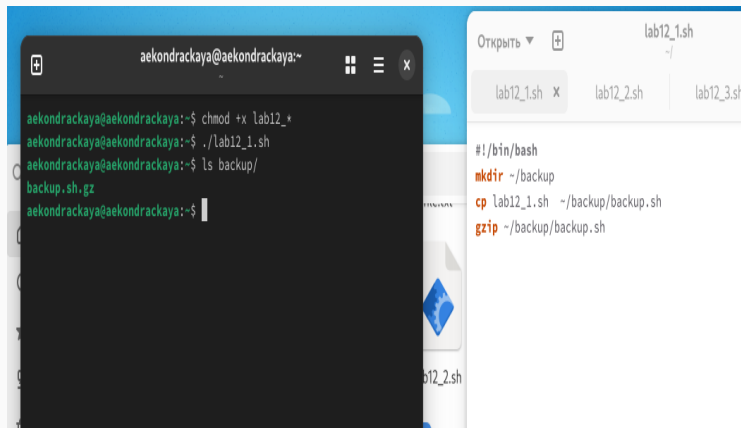 aekondrackaya@aekondrackaya:~
~
aekondrackaya@aekondrackaya:~$ chmod +x lab12_*
aekondrackaya@aekondrackaya:~$ ./lab12_1.sh
aekondrackaya@aekondrackaya:~$ ls backup/
backup.sh.gz
aekondrackaya@aekondrackaya:~$
b12_2.sh
Открыть
lab12_1.sh
~/
lab12_1.sh
lab12_2.sh
lab12_3.sh
#!/bin/bash
mkdir ~/backup
cp lab12_1.sh  ~/backup/backup.sh
gzip ~/backup/backup.sh